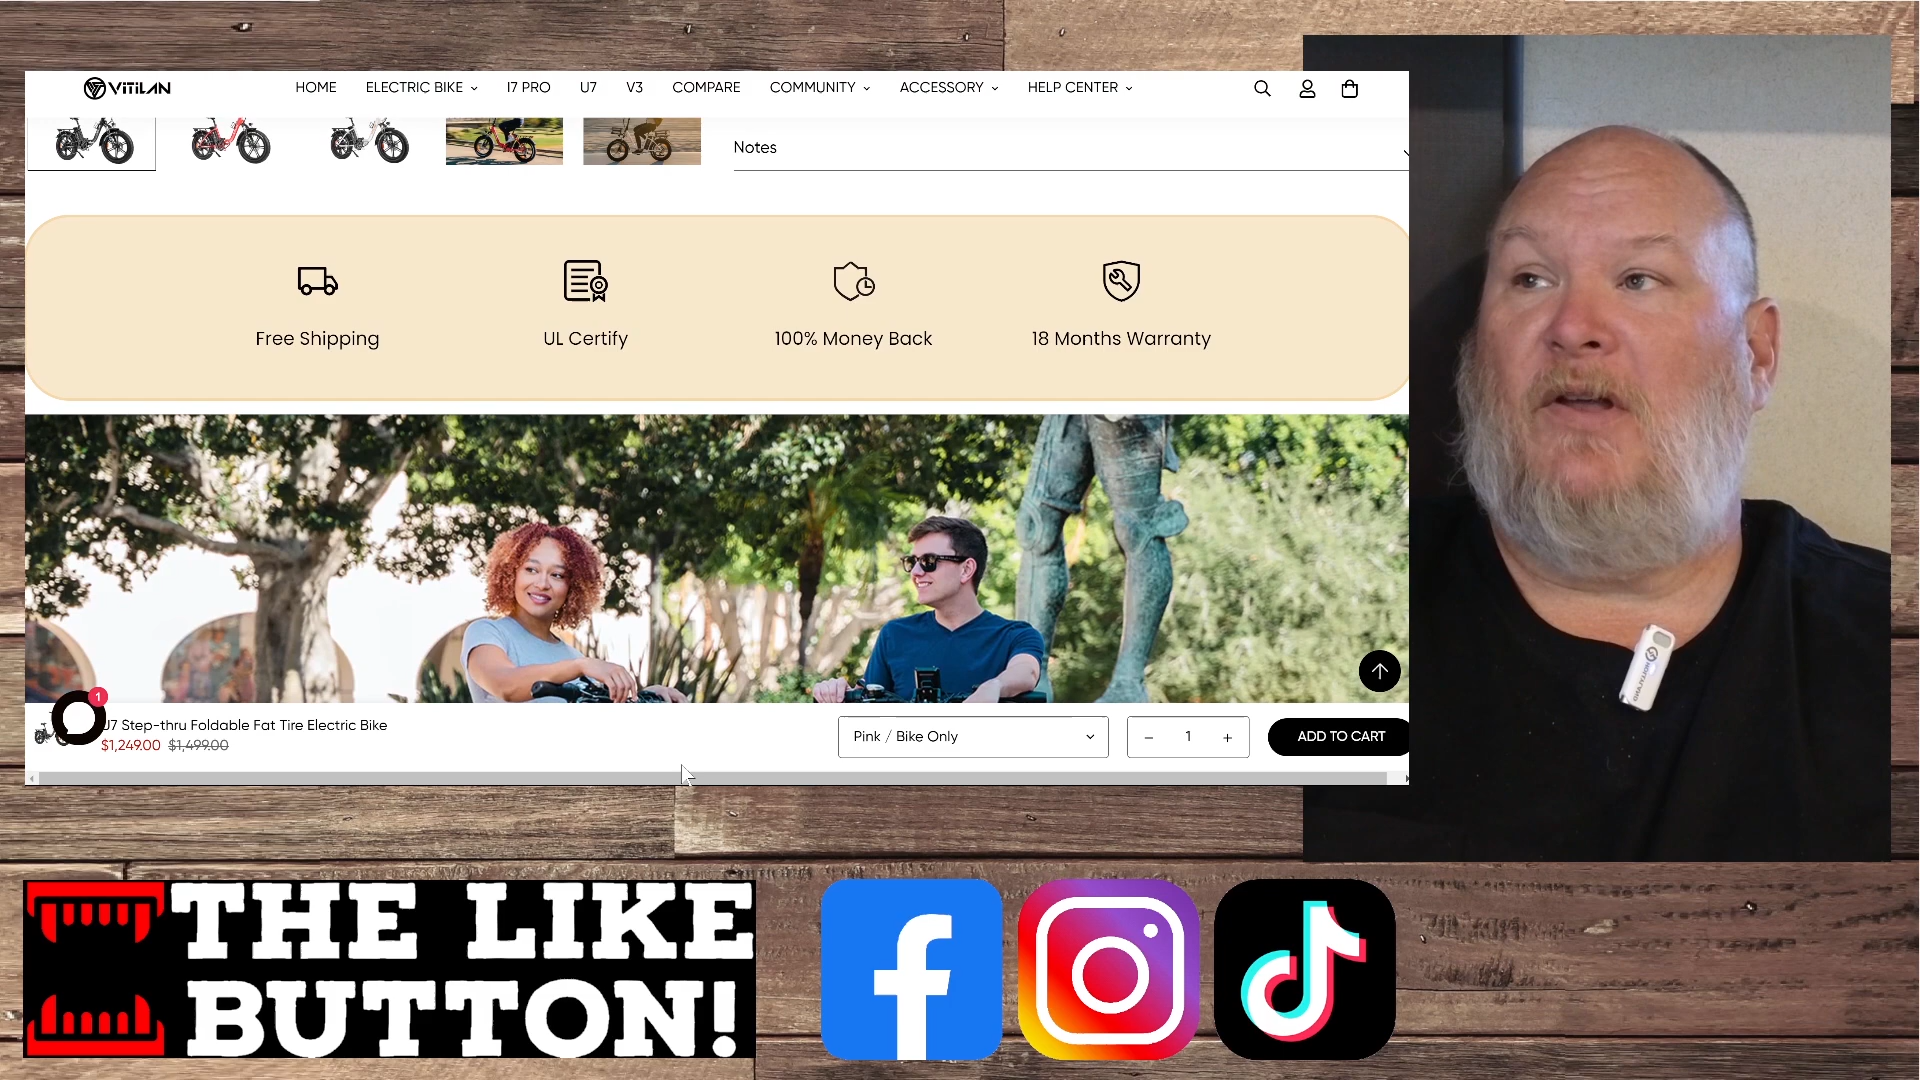 VITILAN
HOME ELECTRIC BIKE I7 PRO U7 V3 COMPARE COMMUNITY ACCESSORY HELP CENTER
Notes
Free Shipping UL Certify 100% Money Back 18 Months Warranty
1
U7 Step-thru Foldable Fat Tire Electric Bike
$1,249.00 $1,499.00
Pink / Bike Only
− 1 +
ADD TO CART
THE LIKE
BUTTON!